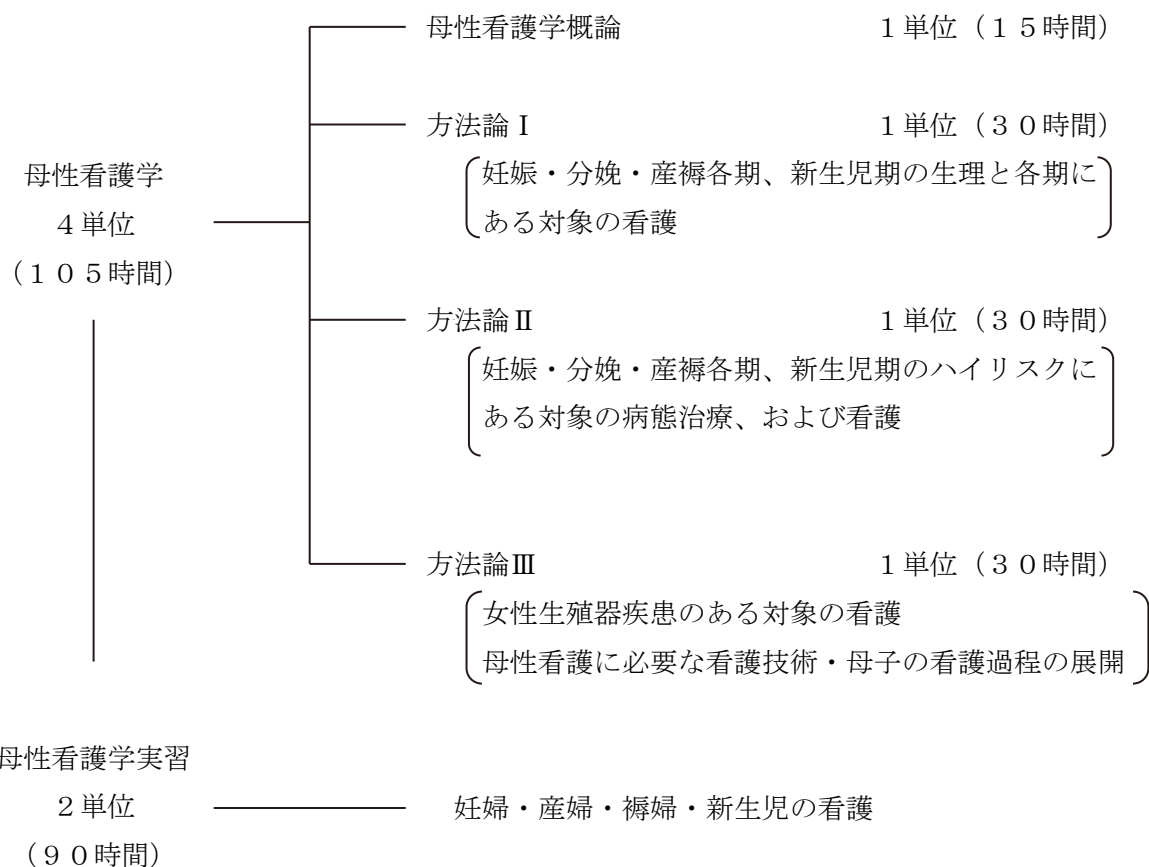 母性看護学概論　１単位（１５時間）
方法論Ⅰ　１単位（３０時間）
妊娠・分娩・産褥各期、新生児期の生理と各期に
ある対象の看護
母性看護学
４単位
（１０５時間）
方法論Ⅱ　１単位（３０時間）
妊娠・分娩・産褥各期、新生児期のハイリスクに
ある対象の病態治療、および看護
方法論Ⅲ　１単位（３０時間）
女性生殖器疾患のある対象の看護
母性看護に必要な看護技術・母子の看護過程の展開
母性看護学実習
２単位
（９０時間）
妊婦・産婦・褥婦・新生児の看護